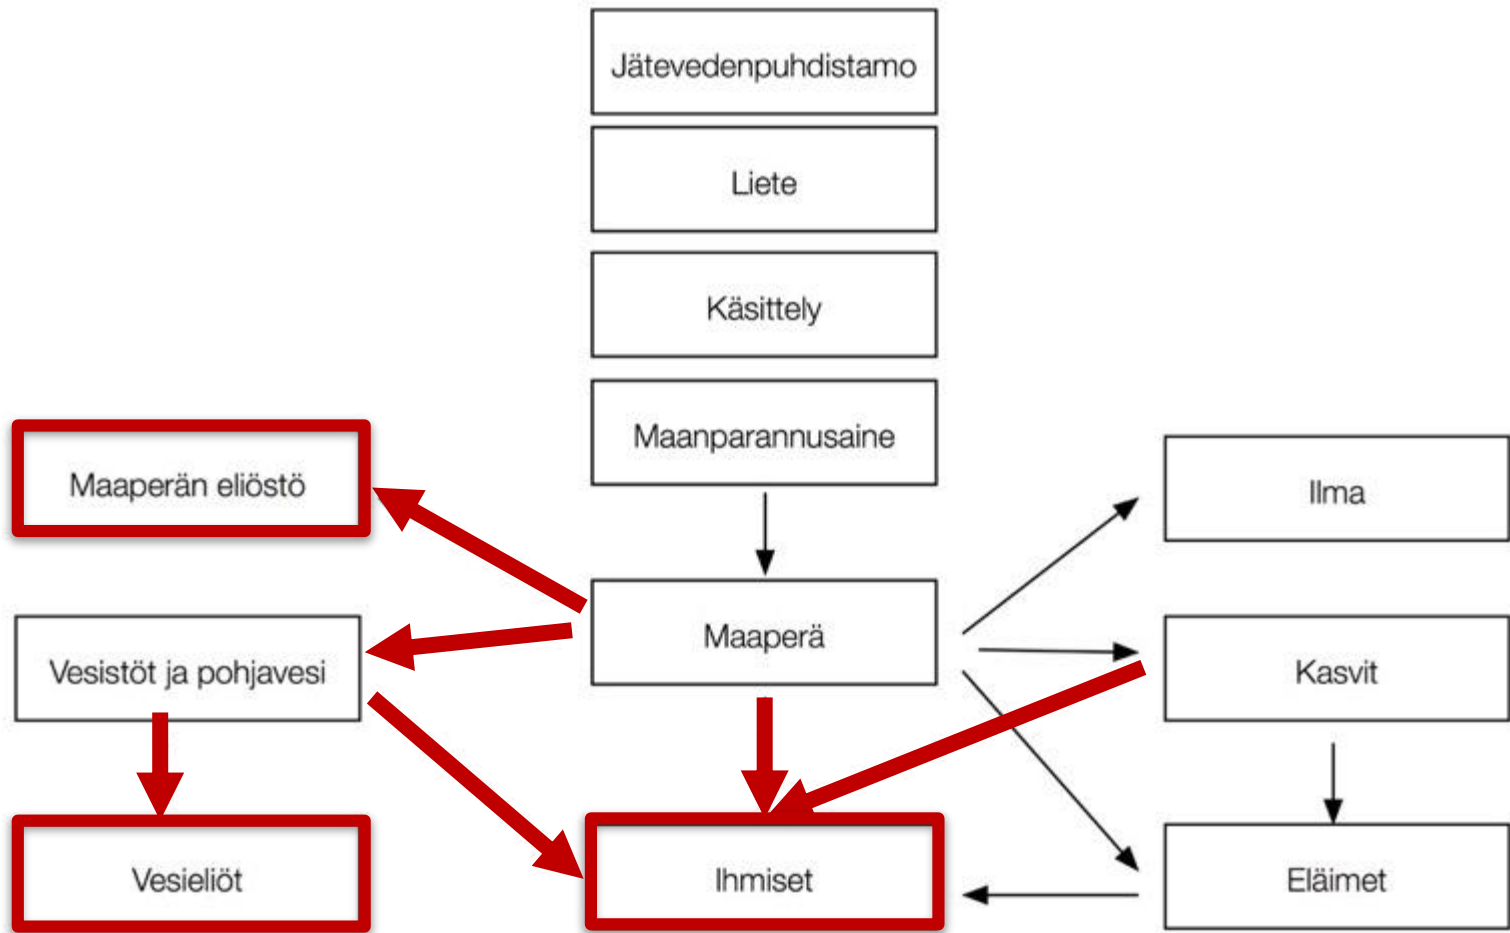 Jätevedenpuhdistamo
Liete
Käsittely
Maanparannusaine
Maaperän eliöstö
Ilma
Maaperä
Vesistöt ja pohjavesi
Kasvit
Vesieliöt
Ihmiset
Eläimet